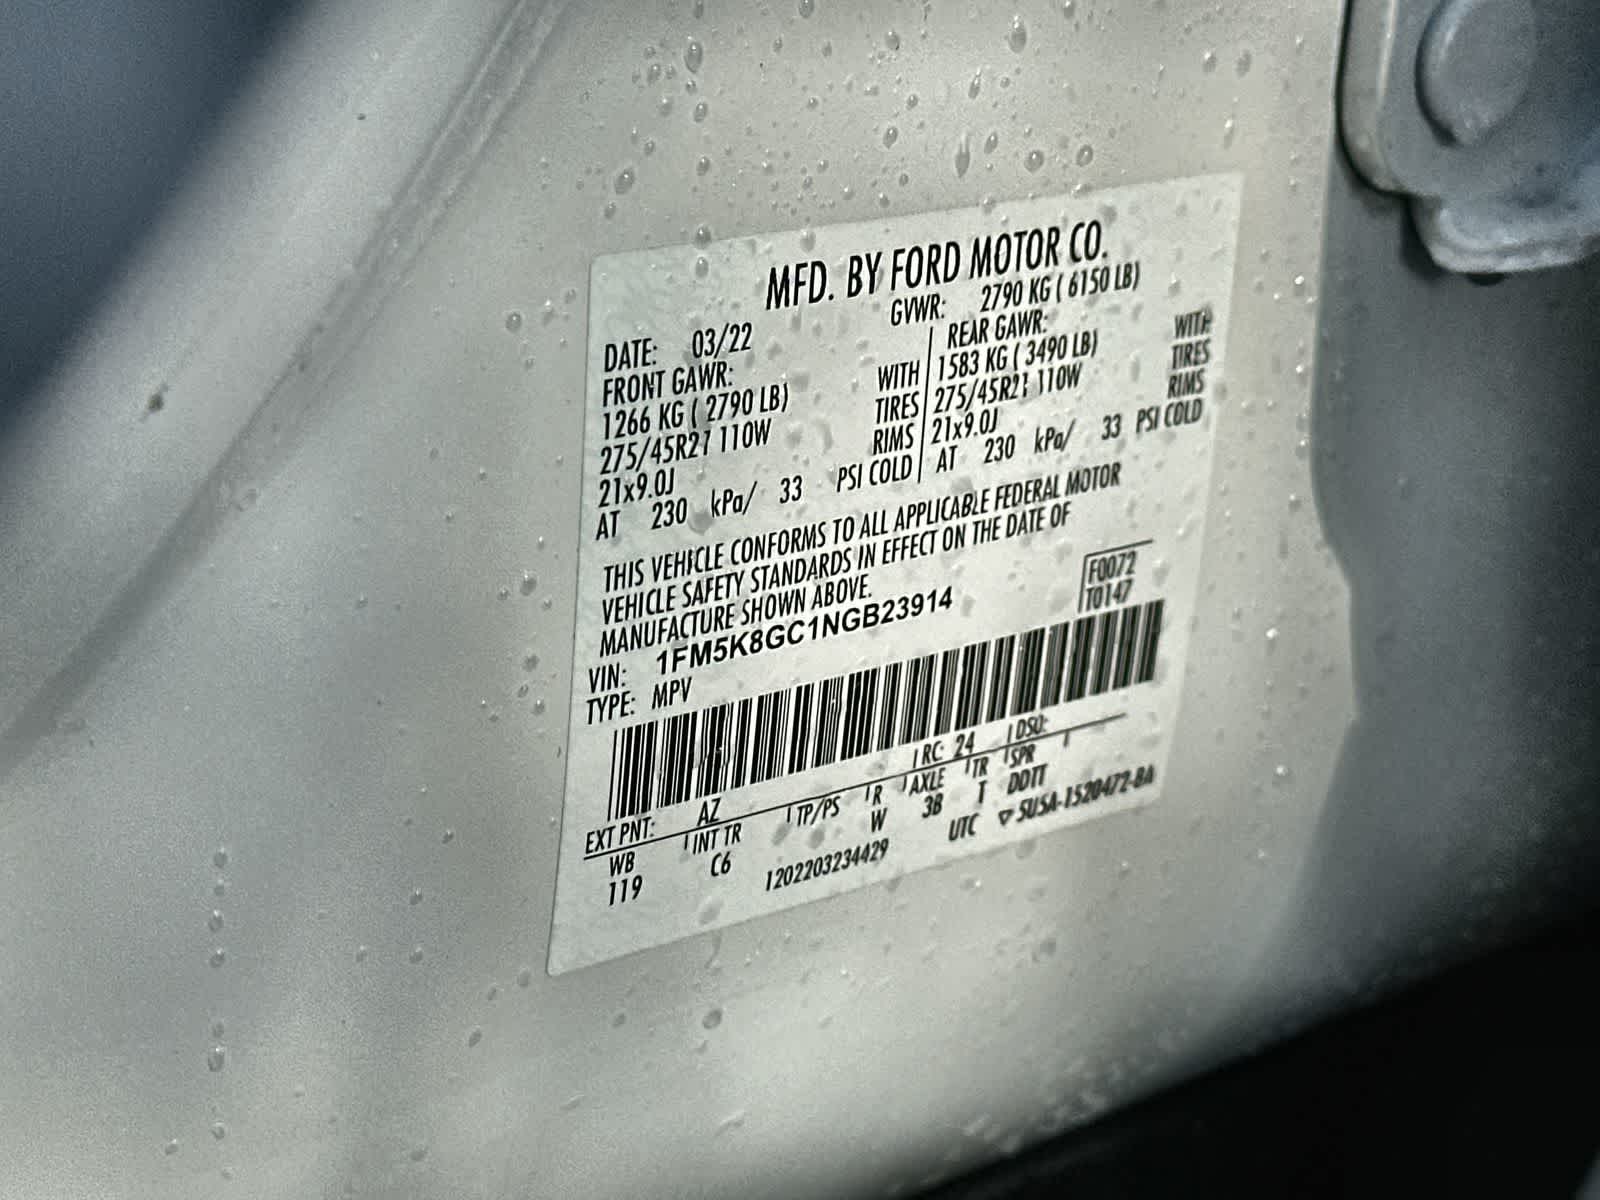 MFD. BY FORD MOTOR CO.
DATE: 03/22 GVWR: 2790 KG ( 6150 LB)
FRONT GAWR: REAR GAWR:
1266 KG ( 2790 LB) WITH 1583 KG ( 3490 LB) WITH
275/45R21 110W TIRES 275/45R21 110W TIRES
21x9.0J RIMS 21x9.0J RIMS
AT 230 kPa/ 33 PSI COLD AT 230 kPa/ 33 PSI COLD
THIS VEHICLE CONFORMS TO ALL APPLICABLE FEDERAL MOTOR
VEHICLE SAFETY STANDARDS IN EFFECT ON THE DATE OF
MANUFACTURE SHOWN ABOVE.
VIN: 1FM5K8GC1NGB23914 F0072
TYPE: MPV T0147
EXT PNT: AZ RC: 24 DSO:
WB INT TR TP/PS R AXLE TR SPR
119 C6 W 3B T DDTT
1202203234429 UTC ▽ 5U5A-1520472-BA